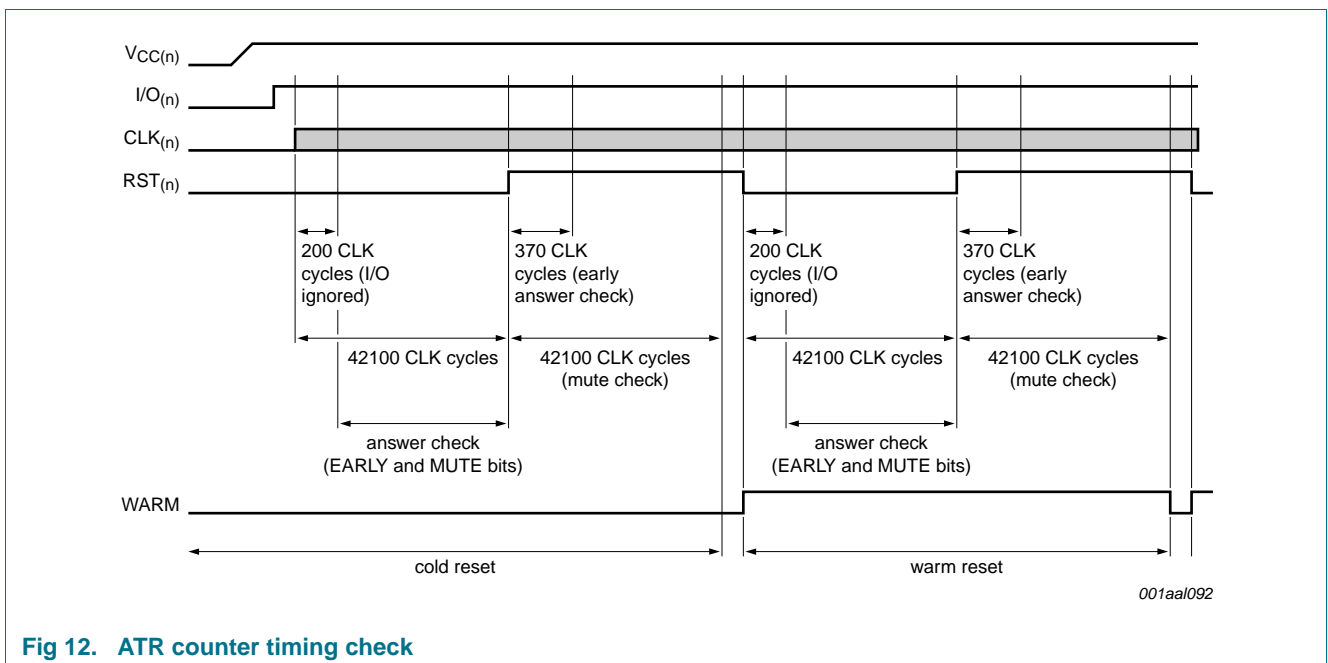 VCC(n)
I/O(n)
CLK(n)
RST(n)
200 CLK
cycles (I/O
ignored)
370 CLK
cycles (early
answer check)
200 CLK
cycles (I/O
ignored)
370 CLK
cycles (early
answer check)
42100 CLK cycles
42100 CLK cycles
(mute check)
42100 CLK cycles
42100 CLK cycles
(mute check)
answer check
(EARLY and MUTE bits)
answer check
(EARLY and MUTE bits)
WARM
cold reset
warm reset
001aal092
Fig 12. ATR counter timing check